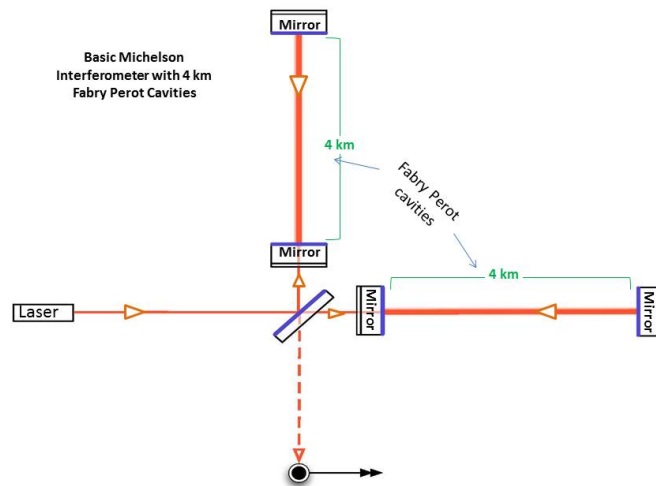 Mirror
Basic Michelson
Interferometer with 4 km
Fabry Perot Cavities
4 km
Fabry Perot
cavities
Mirror
4 km
Laser
Mirror
Mirror